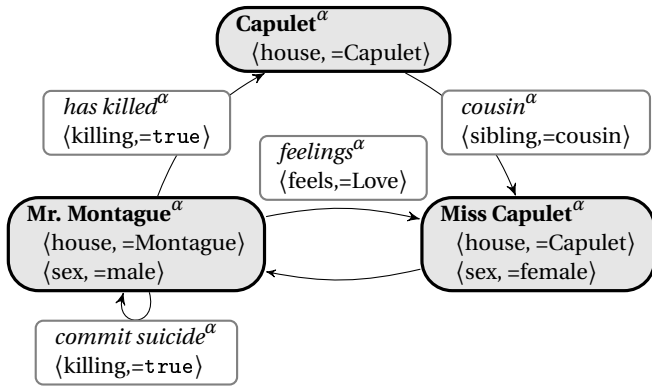 Capulet^α
⟨house, =Capulet⟩
has killed^α
⟨killing,=true⟩
cousin^α
⟨sibling,=cousin⟩
feelings^α
⟨feels,=Love⟩
Mr. Montague^α
⟨house, =Montague⟩
⟨sex, =male⟩
Miss Capulet^α
⟨house, =Capulet⟩
⟨sex, =female⟩
commit suicide^α
⟨killing,=true⟩